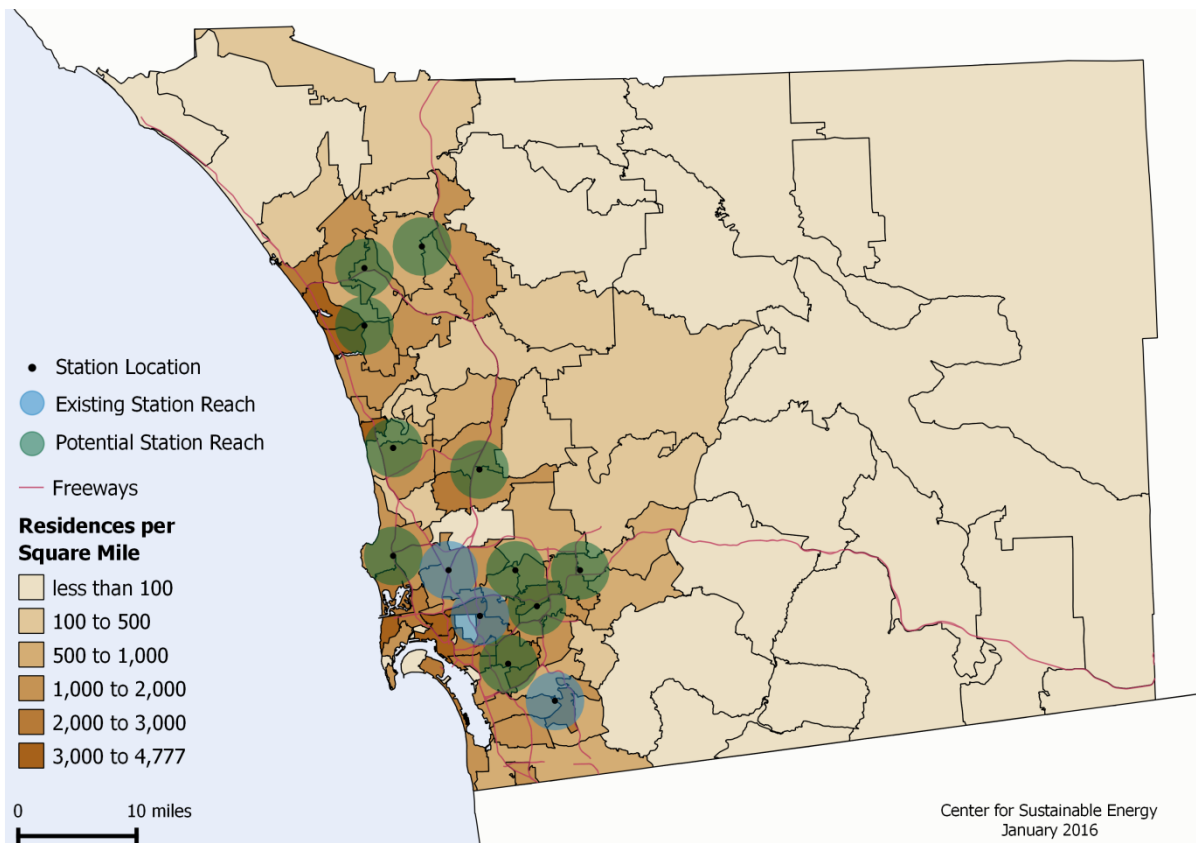 Station Location
Existing Station Reach
Potential Station Reach
Freeways
Residences per
Square Mile
less than 100
100 to 500
500 to 1,000
1,000 to 2,000
2,000 to 3,000
3,000 to 4,777
0 10 miles
Center for Sustainable Energy
January 2016